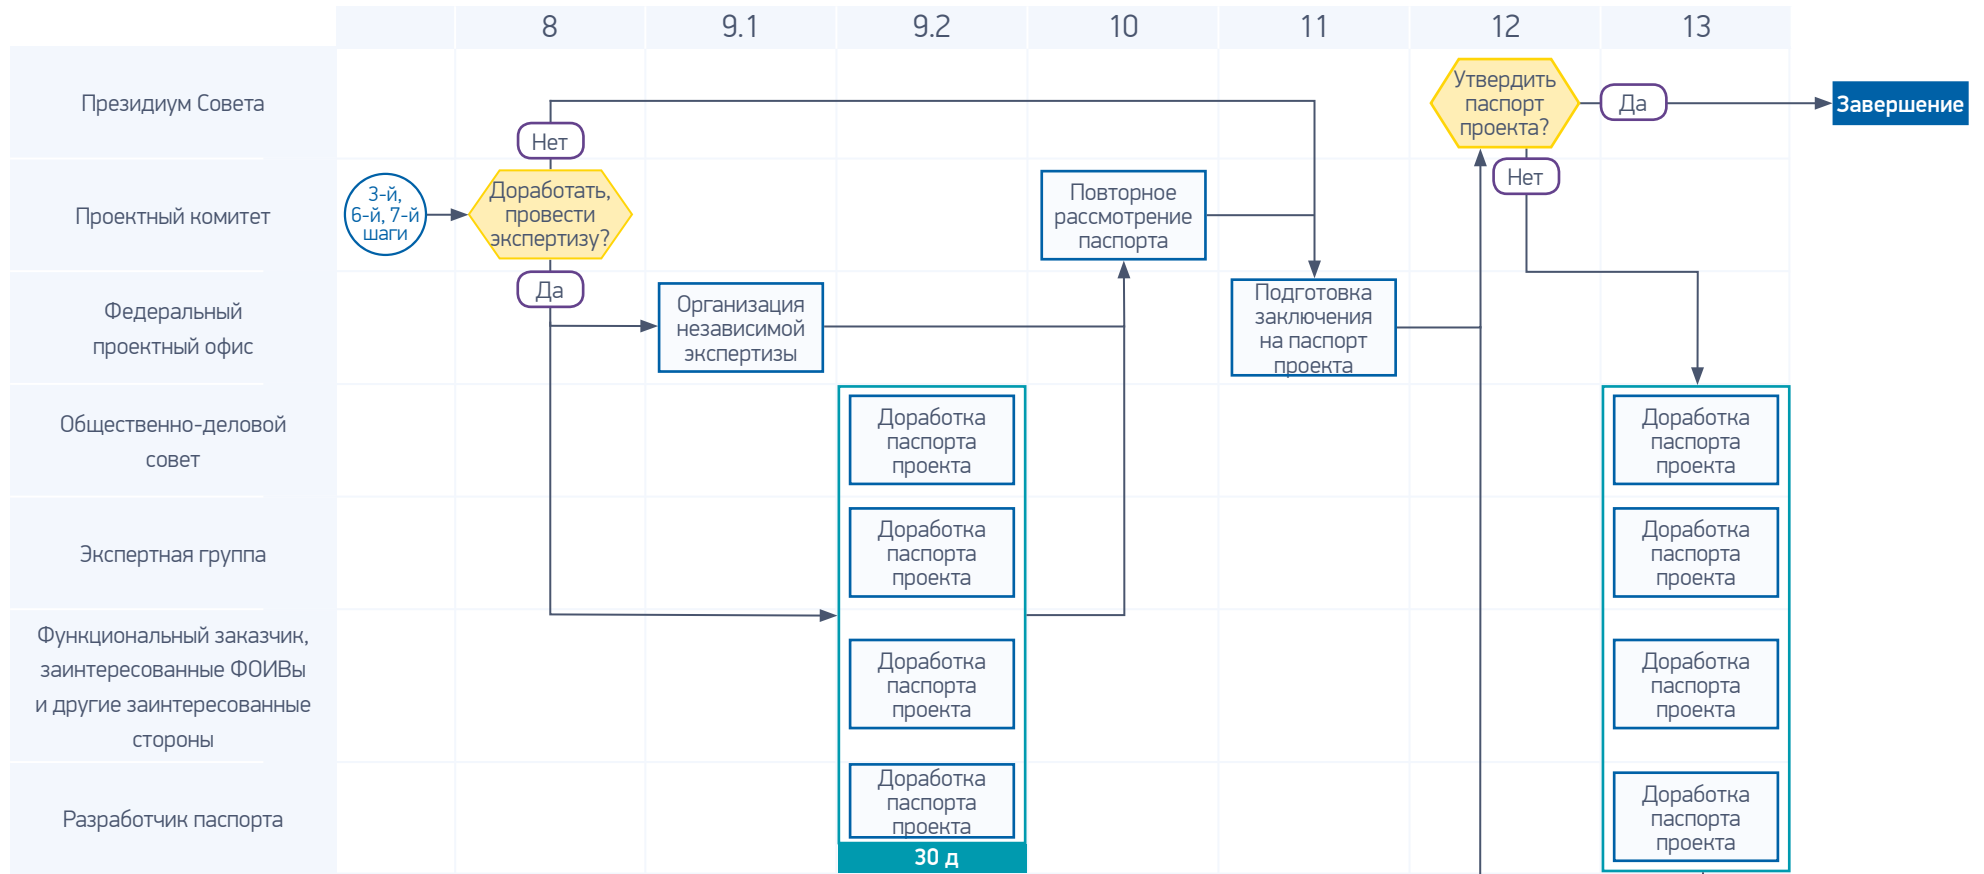 8
9.1
9.2
10
11
12
13
Президиум Совета
Нет
Утвердить
паспорт
проекта?
Да
Завершение
Проектный комитет
3-й,
6-й, 7-й
шаги
Доработать,
провести
экспертизу?
Повторное
рассмотрение
паспорта
Нет
Федеральный
проектный офис
Да
Организация
независимой
экспертизы
Подготовка
заключения
на паспорт
проекта
Общественно-деловой
совет
Доработка
паспорта
проекта
Доработка
паспорта
проекта
Экспертная группа
Доработка
паспорта
проекта
Доработка
паспорта
проекта
Функциональный заказчик,
заинтересованные ФОИВы
и другие заинтересованные
стороны
Доработка
паспорта
проекта
Доработка
паспорта
проекта
Разработчик паспорта
Доработка
паспорта
проекта
30 д
Доработка
паспорта
проекта